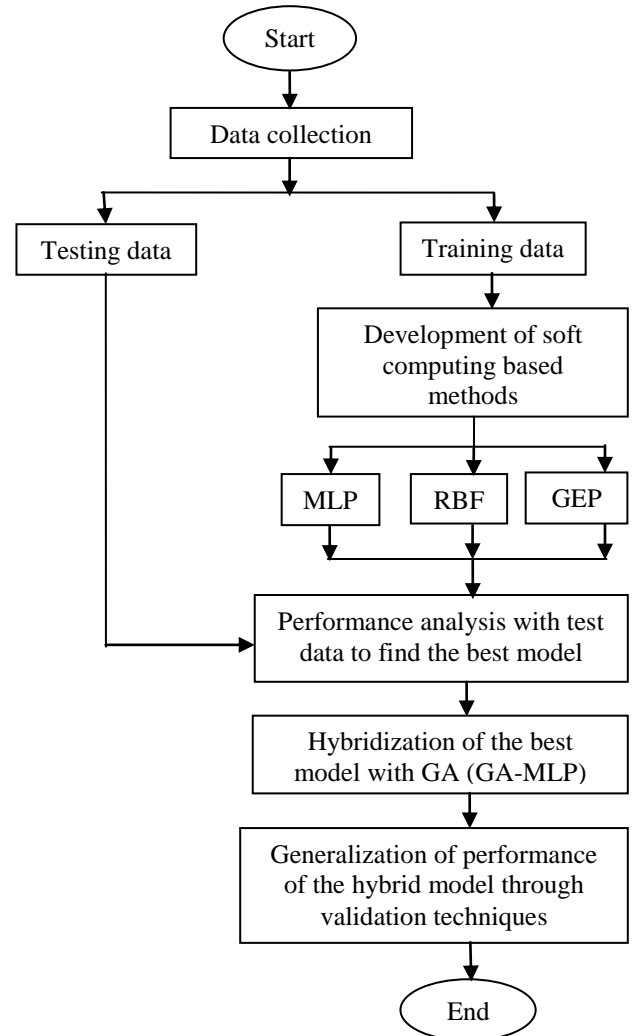 Start
Data collection
Testing data
Training data
Development of soft
computing based
methods
MLP
RBF
GEP
Performance analysis with test
data to find the best model
Hybridization of the best
model with GA (GA-MLP)
Generalization of performance
of the hybrid model through
validation techniques
End